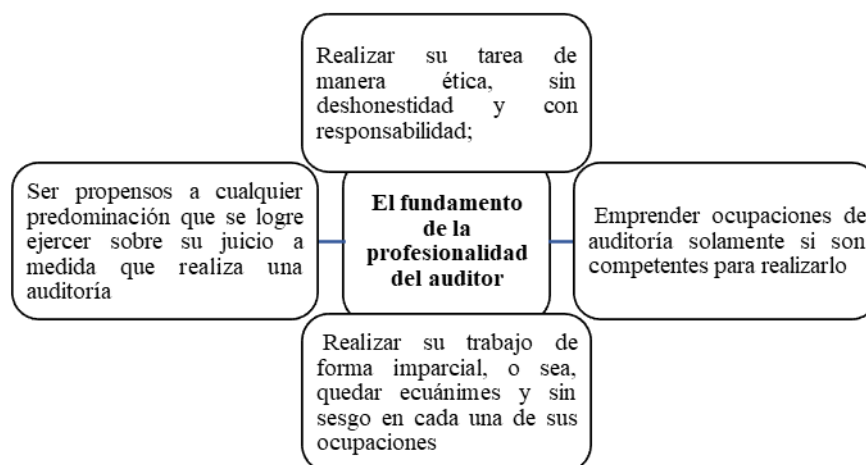 Realizar su tarea de
manera ética, sin
deshonestidad y con
responsabilidad;
Ser propensos a cualquier
predominación que se logre
ejercer sobre su juicio a
medida que realiza una
auditoría
El fundamento
de la
profesionalidad
del auditor
Emprender ocupaciones de
auditoría solamente si son
competentes para realizarlo
Realizar su trabajo de
forma imparcial, o sea,
quedar ecuánimes y sin
sesgo en cada una de sus
ocupaciones